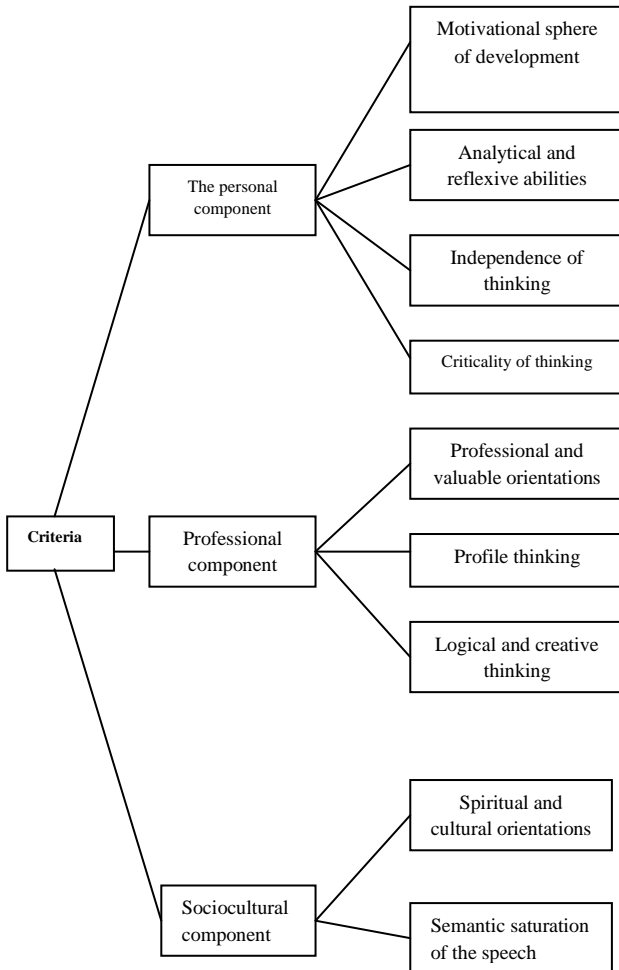 Motivational sphere
of development
Analytical and
reflexive abilities
The personal
component
Independence of
thinking
Criticality of thinking
Professional and
valuable orientations
Criteria
Professional
component
Profile thinking
Logical and creative
thinking
Spiritual and
cultural orientations
Sociocultural
component
Semantic saturation
of the speech